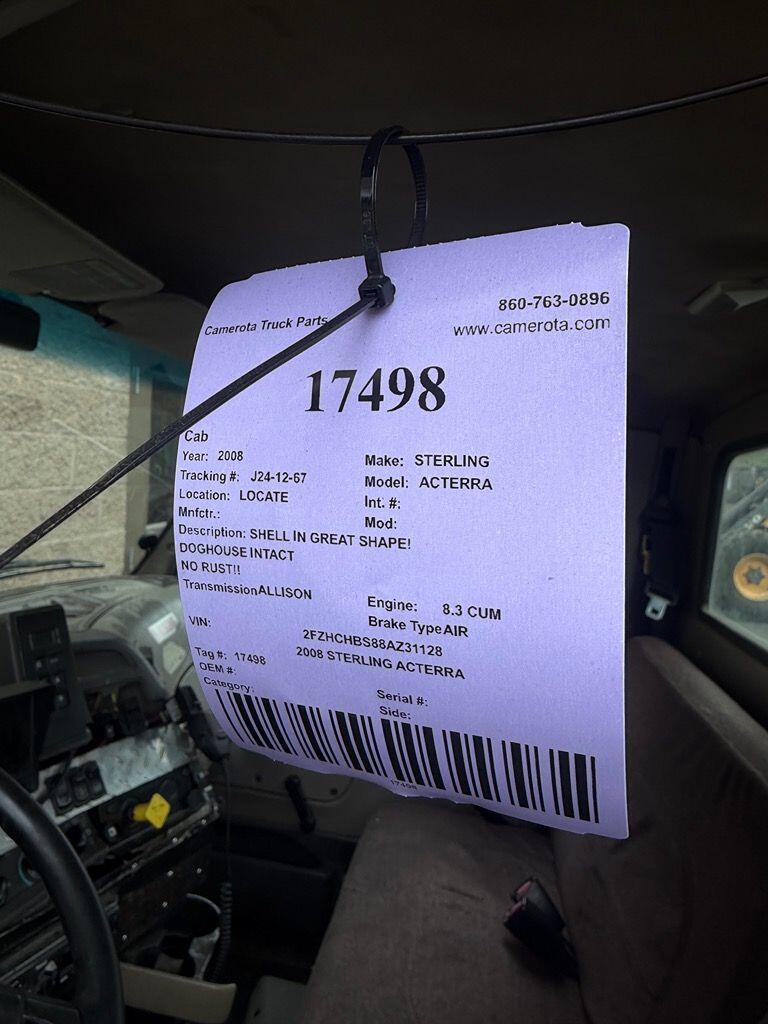 Camerota Truck Parts
860-763-0896
www.camerota.com
17498
Cab
Year: 2008
Make: STERLING
Tracking #: J24-12-67
Model: ACTERRA
Location: LOCATE
Int. #:
Mnfctr.:
Mod:
Description: SHELL IN GREAT SHAPE!
DOGHOUSE INTACT
NO RUST!!
TransmissionALLISON
Engine: 8.3 CUM
Brake TypeAIR
VIN:
2FZHCHBS88AZ31128
Tag #: 17498
2008 STERLING ACTERRA
OEM #:
Category:
Serial #:
Side:
17498